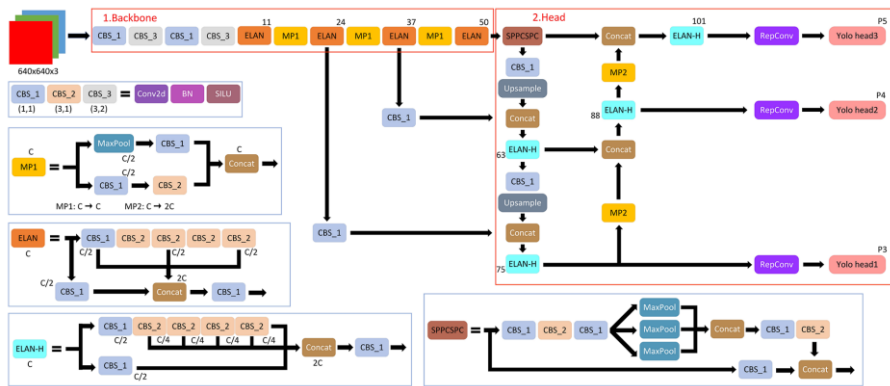 1.Backbone
2.Head
11 24 37 50
101
P5
CBS_1 CBS_3 CBS_1 CBS_3 ELAN MP1 ELAN MP1 ELAN MP1 ELAN
SPPCSPC Concat ELAN-H RepConv Yolo head3
640x640x3
CBS_1
MP2
Upsample
P4
CBS_1 CBS_2 CBS_3 = Conv2d BN SILU
(1,1) (3,1) (3,2)
CBS_1
Concat
88 ELAN-H RepConv Yolo head2
63 ELAN-H Concat
C
MaxPool CBS_1
C/2
C
MP1 = Concat
C/2
CBS_1 CBS_2
MP1: C → C MP2: C → 2C
CBS_1
Upsample
MP2
CBS_1 Concat
P3
75 ELAN-H RepConv Yolo head1
ELAN = CBS_1 CBS_2 CBS_2 CBS_2 CBS_2
C
C/2 C/2 C/2
C/2
2C
CBS_1 Concat CBS_1
CBS_1 CBS_2 CBS_2 CBS_2 CBS_2
C/2 C/4 C/4 C/4 C/4
ELAN-H = Concat CBS_1
C
2C
CBS_1
C/2
MaxPool
SPPCSPC = CBS_1 CBS_2 CBS_1 MaxPool Concat CBS_1 CBS_2
MaxPool
CBS_1 Concat